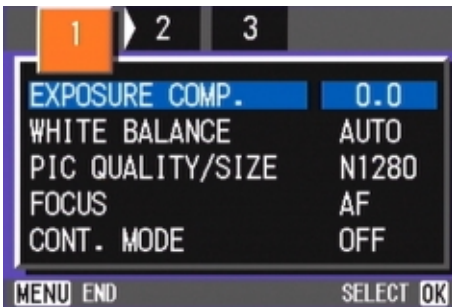 1 2 3
EXPOSURE COMP. 0.0
WHITE BALANCE AUTO
PIC QUALITY/SIZE N1280
FOCUS AF
CONT. MODE OFF
MENU END SELECT OK